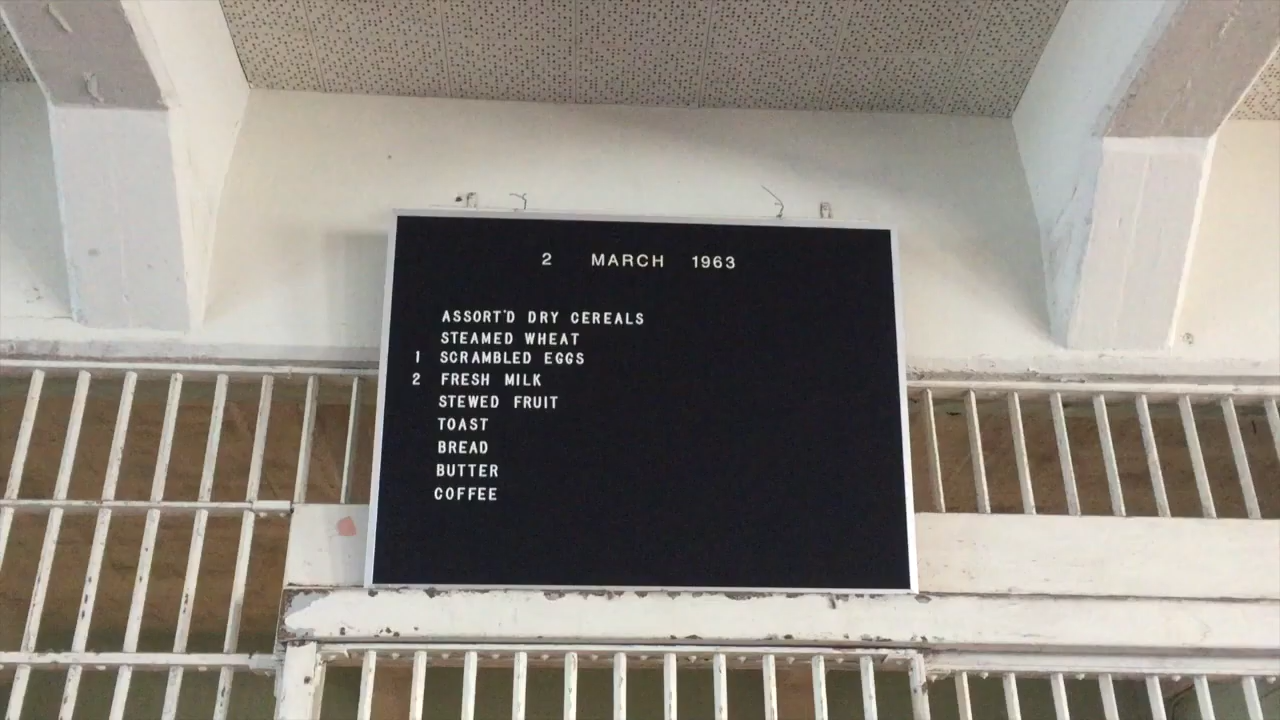 2 MARCH 1963
ASSORT'D DRY CEREALS
STEAMED WHEAT
1 SCRAMBLED EGGS
2 FRESH MILK
STEWED FRUIT
TOAST
BREAD
BUTTER
COFFEE